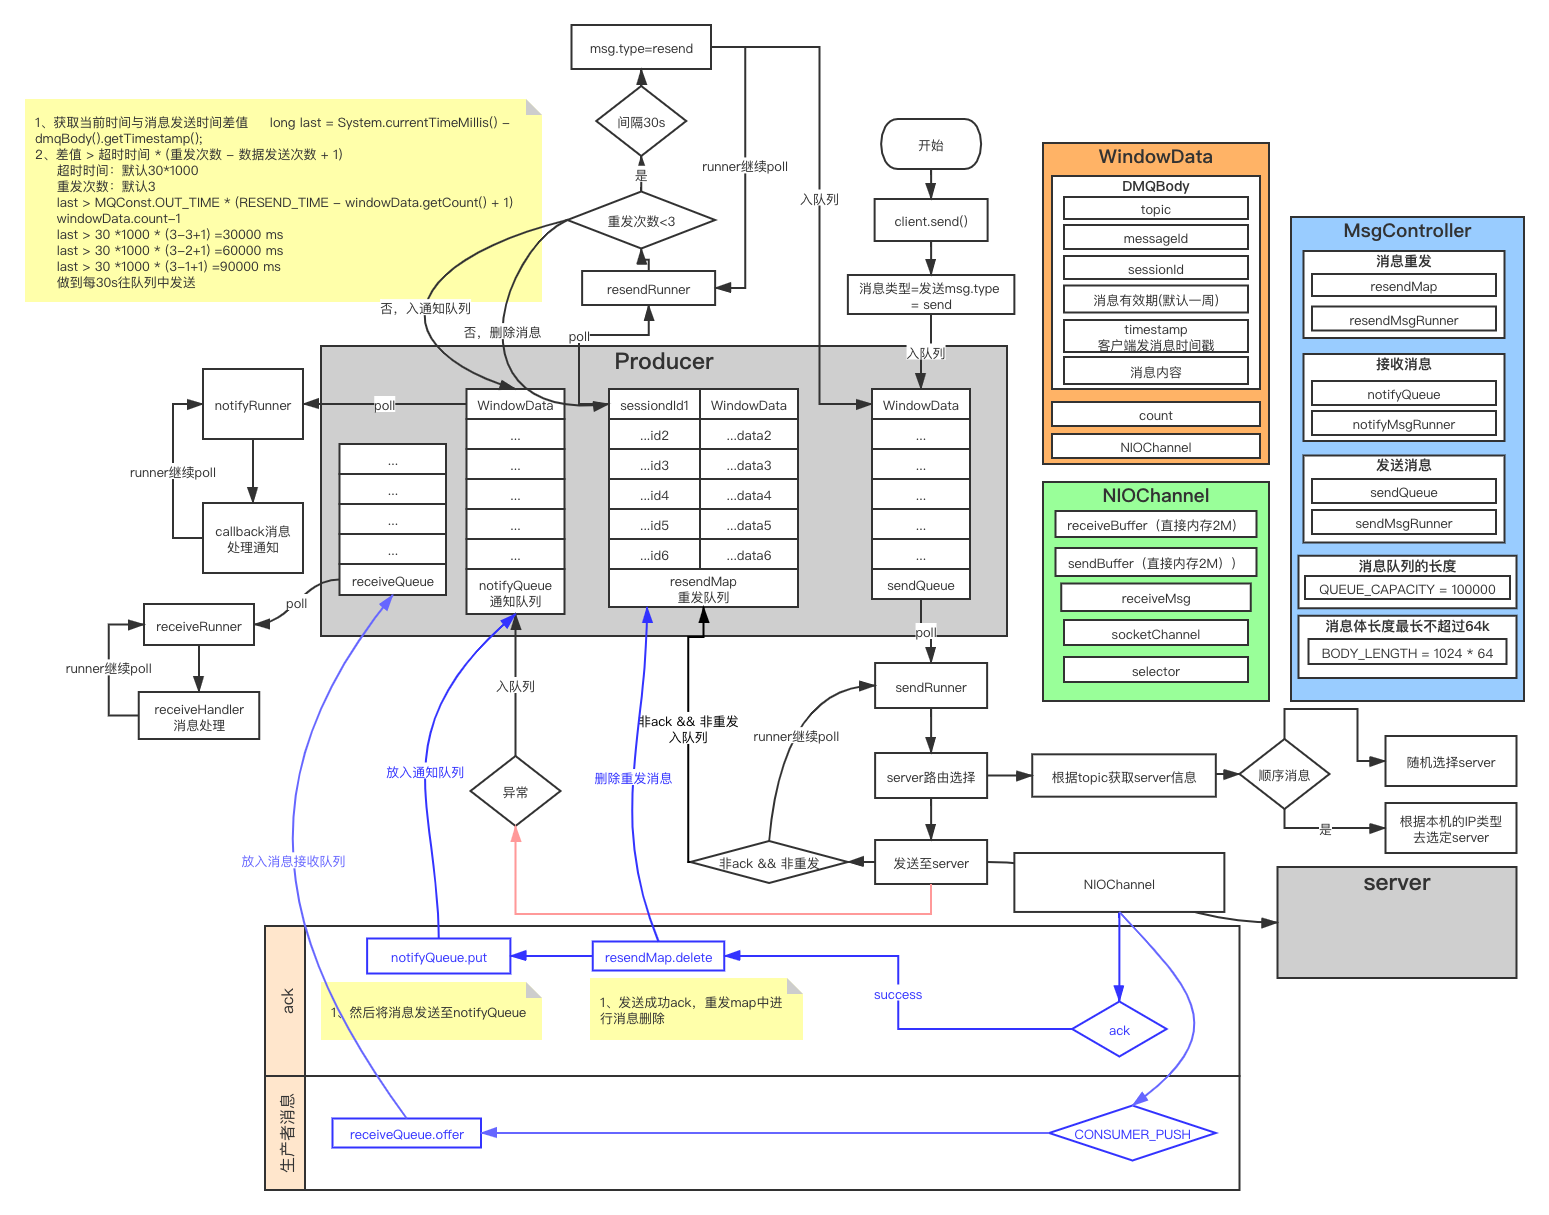 msg.type=resend
间隔30s
是
重发次数<3
resendRunner
runner继续poll
入队列
1、获取当前时间与消息发送时间差值 long last = System.currentTimeMillis() -
dmqBody().getTimestamp();
2、差值 > 超时时间 * (重发次数 - 数据发送次数 + 1)
超时时间：默认30*1000
重发次数：默认3
last > MQConst.OUT_TIME * (RESEND_TIME - windowData.getCount() + 1)
windowData.count-1
last > 30 *1000 * (3-3+1) =30000 ms
last > 30 *1000 * (3-2+1) =60000 ms
last > 30 *1000 * (3-1+1) =90000 ms
做到每30s往队列中发送
否，入通知队列
否，删除消息
poll
开始
client.send()
消息类型=发送msg.type
= send
入队列
WindowData
DMQBody
topic
messageId
sessionId
消息有效期(默认一周)
timestamp
客户端发消息时间戳
消息内容
count
NIOChannel
MsgController
消息重发
resendMap
resendMsgRunner
接收消息
notifyQueue
notifyMsgRunner
发送消息
sendQueue
sendMsgRunner
消息队列的长度
QUEUE_CAPACITY = 100000
消息体长度最长不超过64k
BODY_LENGTH = 1024 * 64
NIOChannel
receiveBuffer（直接内存2M）
sendBuffer（直接内存2M））
receiveMsg
socketChannel
selector
Producer
notifyRunner
poll
runner继续poll
callback消息
处理通知
...
...
...
...
receiveQueue
WindowData
...
...
...
...
...
notifyQueue
通知队列
sessiondId1
WindowData
...id2
...data2
...id3
...data3
...id4
...data4
...id5
...data5
...id6
...data6
resendMap
重发队列
WindowData
...
...
...
...
...
sendQueue
poll
receiveRunner
runner继续poll
receiveHandler
消息处理
poll
sendRunner
runner继续poll
server路由选择
根据topic获取server信息
顺序消息
随机选择server
是
根据本机的IP类型
去选定server
发送至server
非ack && 非重发
非ack && 非重发
入队列
入队列
异常
放入通知队列
删除重发消息
放入消息接收队列
NIOChannel
server
ack
notifyQueue.put
resendMap.delete
success
ack
1、然后将消息发送至notifyQueue
1、发送成功ack，重发map中进
行消息删除
生产者消息
receiveQueue.offer
CONSUMER_PUSH